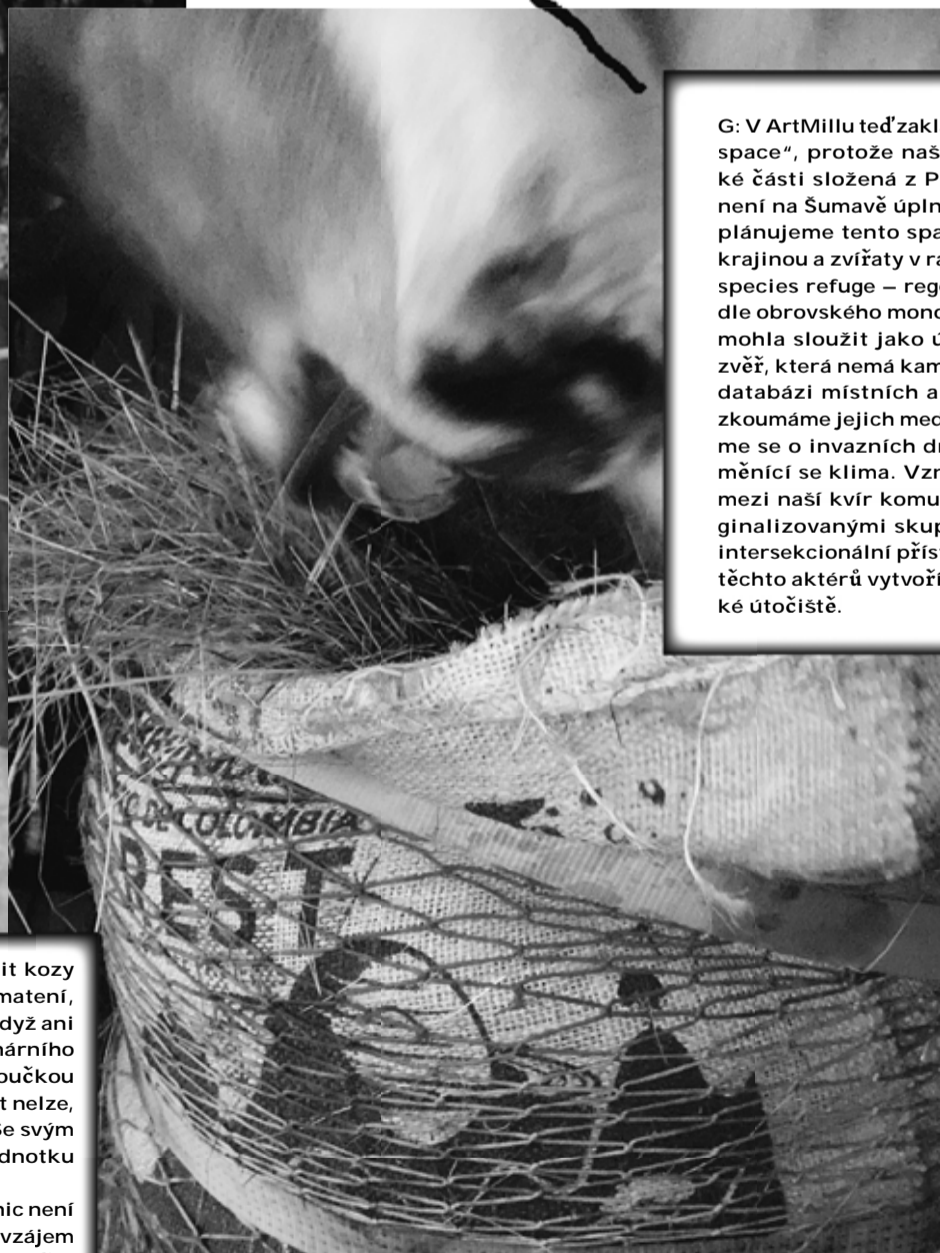 G: V ArtMillu teď zakl
space“, protože naš
ké části složená z P
není na Šumavě úpln
plánujeme tento spa
krajinou a zvířaty v ra
species refuge – reg
dle obrovského mono
mohla sloužit jako ú
zvěř, která nemá kam
databázi místních a
zkoumáme jejich med
me se o invazních dr
měnící se klima. Vzn
mezi naší kvír komu
ginalizovanými skup
intersekcionální příst
těchto aktérů vytvoří
ké útočiště.
DE COLOMBIA
it kozy
matení,
dyž ani
nárního
oučkou
t nelze,
Se svým
dnotku
nic není
vzájem